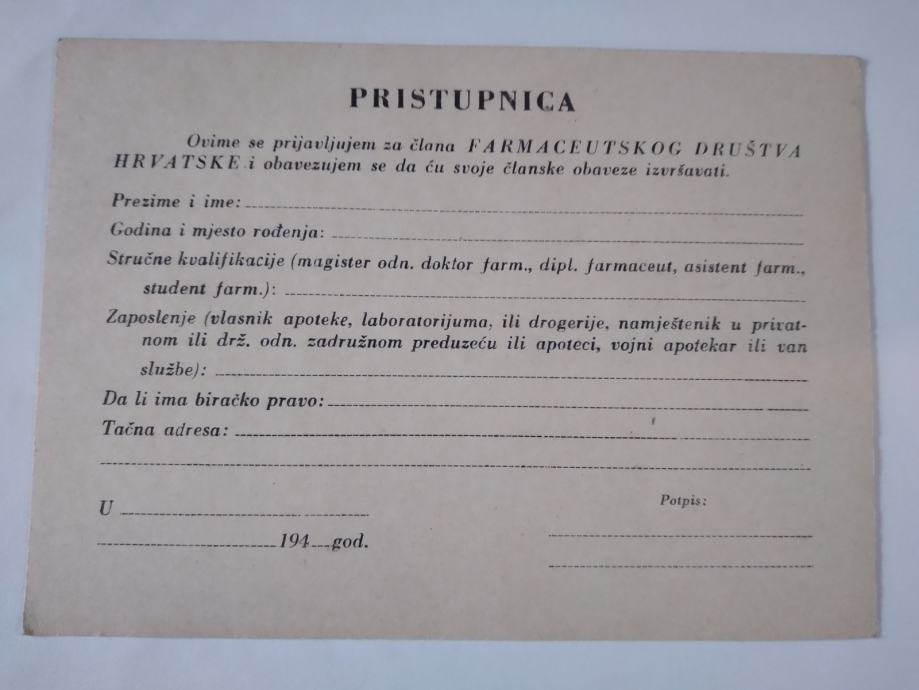 PRISTUPNICA
Ovime se prijavljujem za člana FARMACEUTSKOG DRUŠTVA
HRVATSKE i obavezujem se da ću svoje članske obaveze izvršavati.
Prezime i ime:
Godina i mjesto rođenja:
Stručne kvalifikacije (magister odn. doktor farm., dipl. farmaceut, asistent farm.,
student farm.):
Zaposlenje (vlasnik apoteke, laboratorijuma, ili drogerije, namještenik u privat-
nom ili drž. odn. zadružnom preduzeću ili apoteci, vojni apotekar ili van
službe):
Da li ima biračko pravo:
Tačna adresa:
U
Potpis:
194 god.